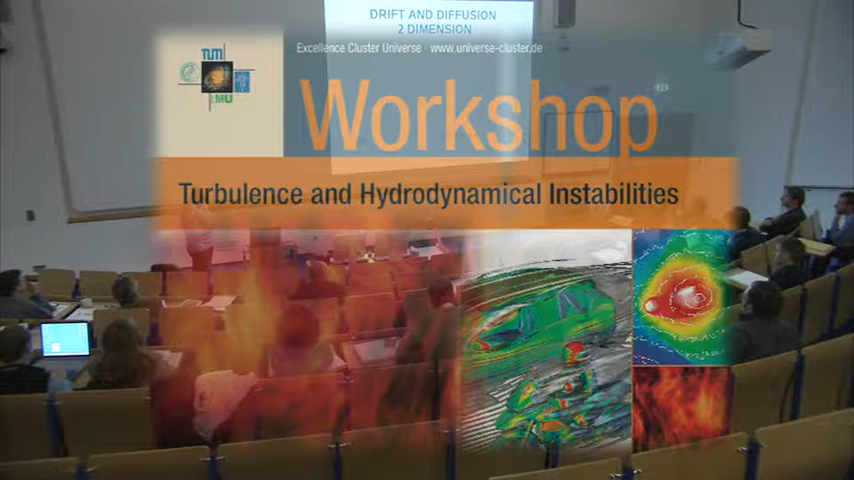 DRIFT AND DIFFUSION
2 DIMENSION
Excellence Cluster Universe · www.universe-cluster.de
TUM
LMU
Workshop
Turbulence and Hydrodynamical Instabilities